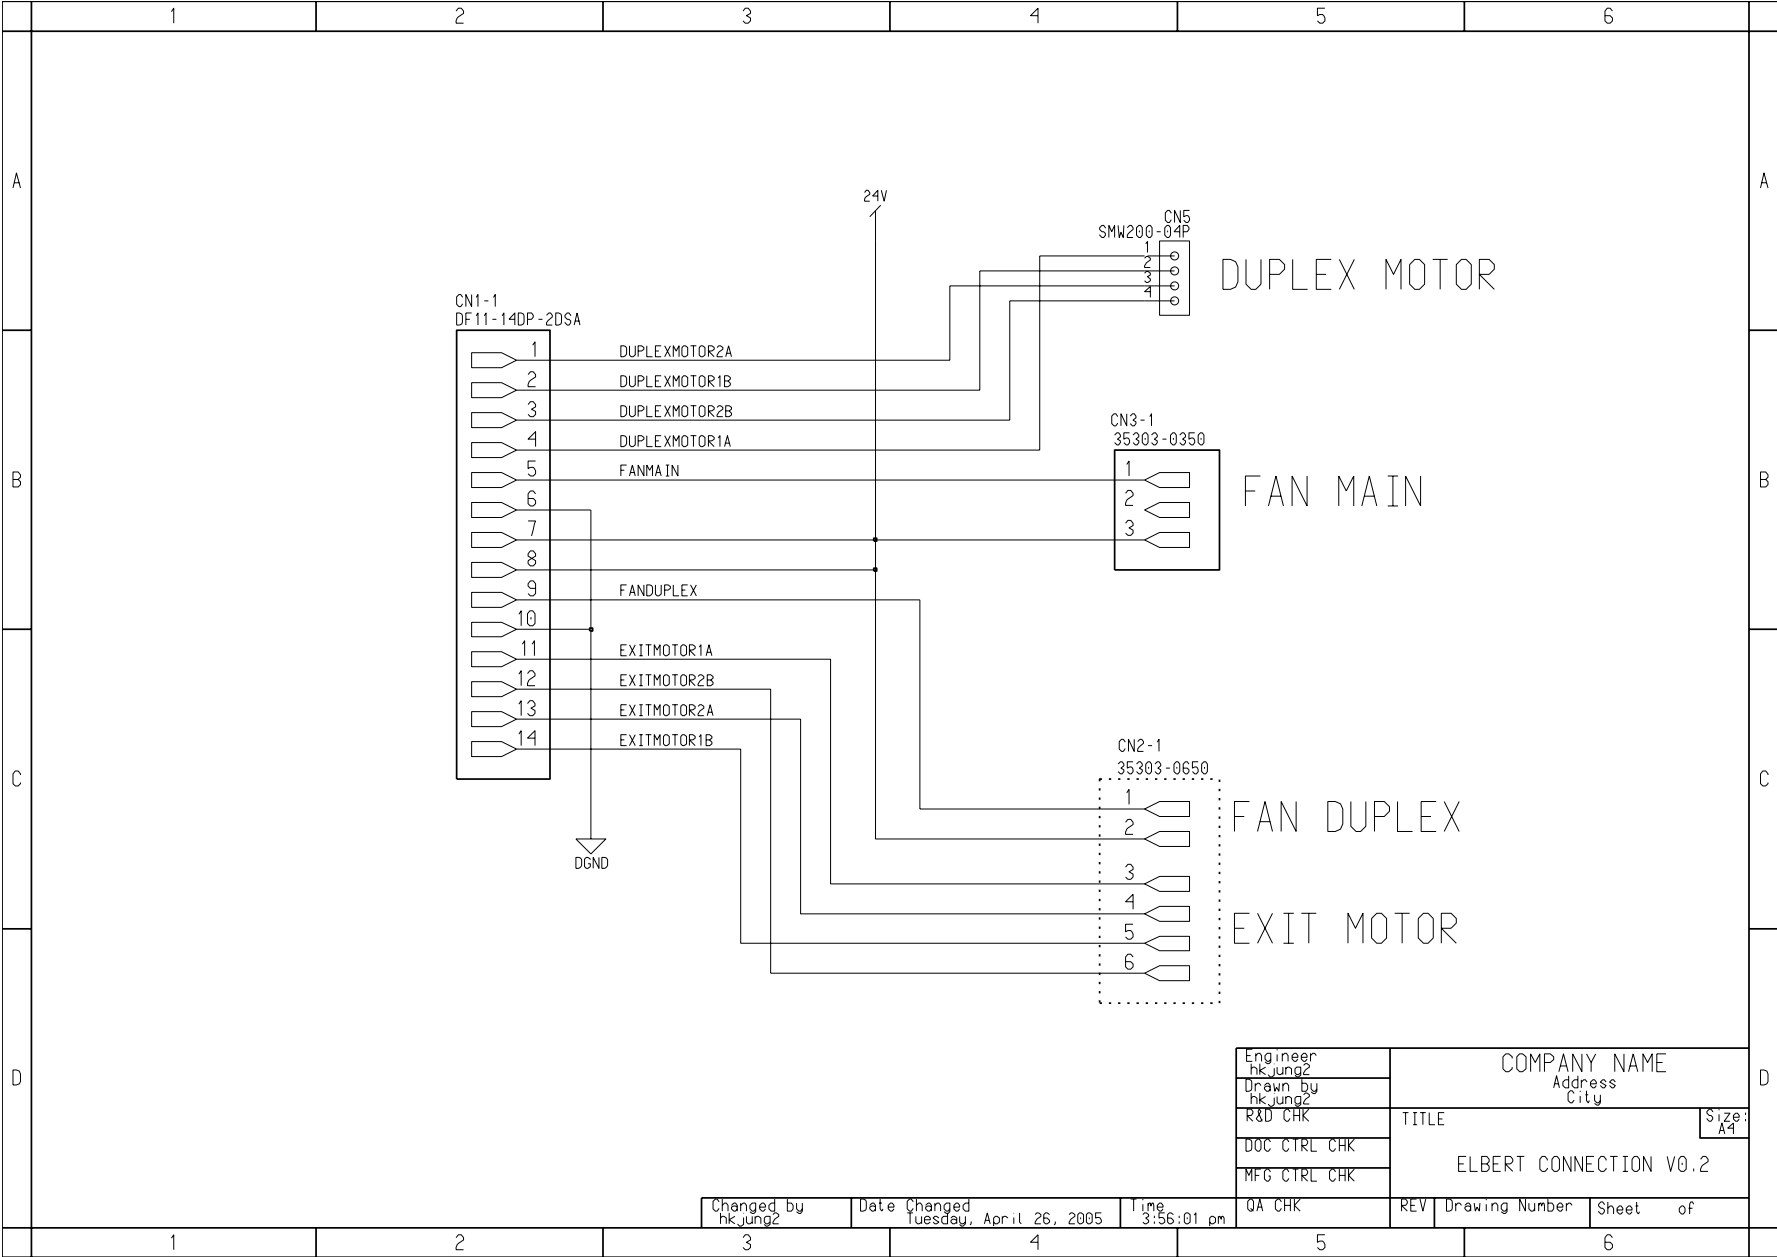 1 2 3 4 5 6
A A
24V
CN5
SMW200-04P
1
2
3
4
DUPLEX MOTOR
CN1-1
DF11-14DP-2DSA
1 DUPLEXMOTOR2A
2 DUPLEXMOTOR1B
3 DUPLEXMOTOR2B
4 DUPLEXMOTOR1A
5 FANMAIN
6
7
8
9 FANDUPLEX
10
11 EXITMOTOR1A
12 EXITMOTOR2B
13 EXITMOTOR2A
14 EXITMOTOR1B
CN3-1
35303-0350
1
2
3
FAN MAIN
B B
DGND
CN2-1
35303-0650
1
2
3
4
5
6
FAN DUPLEX
EXIT MOTOR
C C
D D
Engineer
hkjung2
Drawn by
hkjung2
R&D CHK
DOC CTRL CHK
MFG CTRL CHK
QA CHK
COMPANY NAME
Address
City
TITLE
Size:
A4
ELBERT CONNECTION V0.2
Changed by
hkjung2
Date Changed
Tuesday, April 26, 2005
Time
3:56:01 pm
REV
Drawing Number
Sheet of
1 2 3 4 5 6